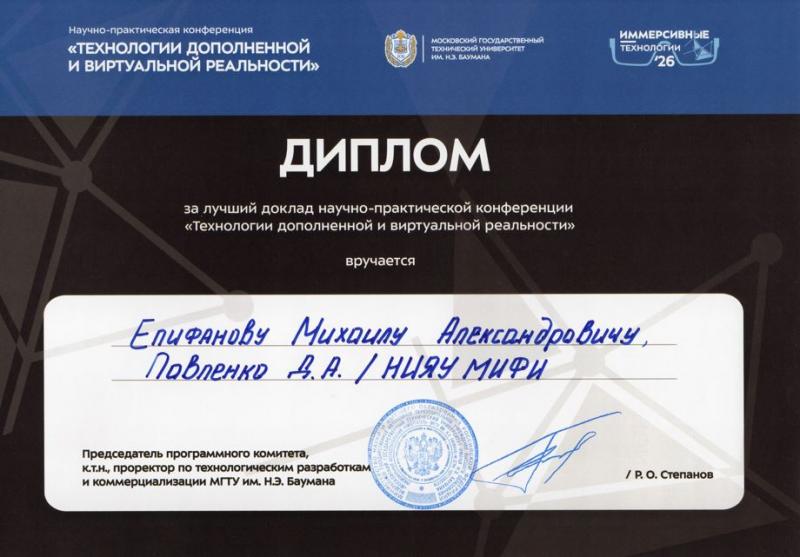 Научно-практическая конференция
«ТЕХНОЛОГИИ ДОПОЛНЕННОЙ
И ВИРТУАЛЬНОЙ РЕАЛЬНОСТИ»
МОСКОВСКИЙ ГОСУДАРСТВЕННЫЙ
ТЕХНИЧЕСКИЙ УНИВЕРСИТЕТ
ИМ. Н.Э. БАУМАНА
ИММЕРСИВНЫЕ
ТЕХНОЛОГИИ
'26
ДИПЛОМ
за лучший доклад научно-практической конференции
«Технологии дополненной и виртуальной реальности»
вручается
Епифанову Михаилу Александровичу,
Павленко Д.А. / НИЯУ МИФИ
Председатель программного комитета,
к.т.н., проректор по технологическим разработкам
и коммерциализации МГТУ им. Н.Э. Баумана
/ Р. О. Степанов